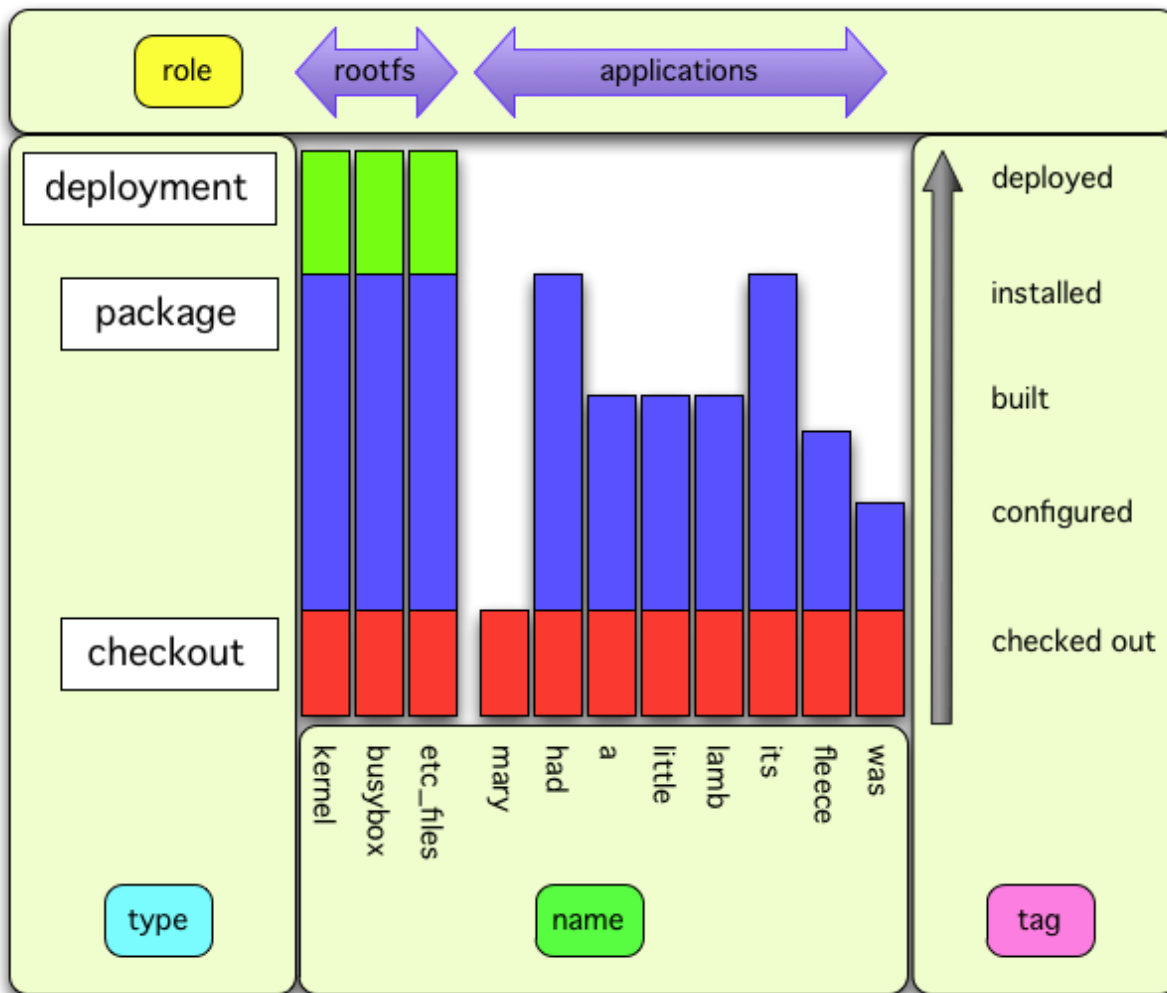 role
rootfs
applications
deployment
package
checkout
deployed
installed
built
configured
checked out
kernel
busybox
etc_files
mary
had
a
little
lamb
its
fleece
was
type
name
tag